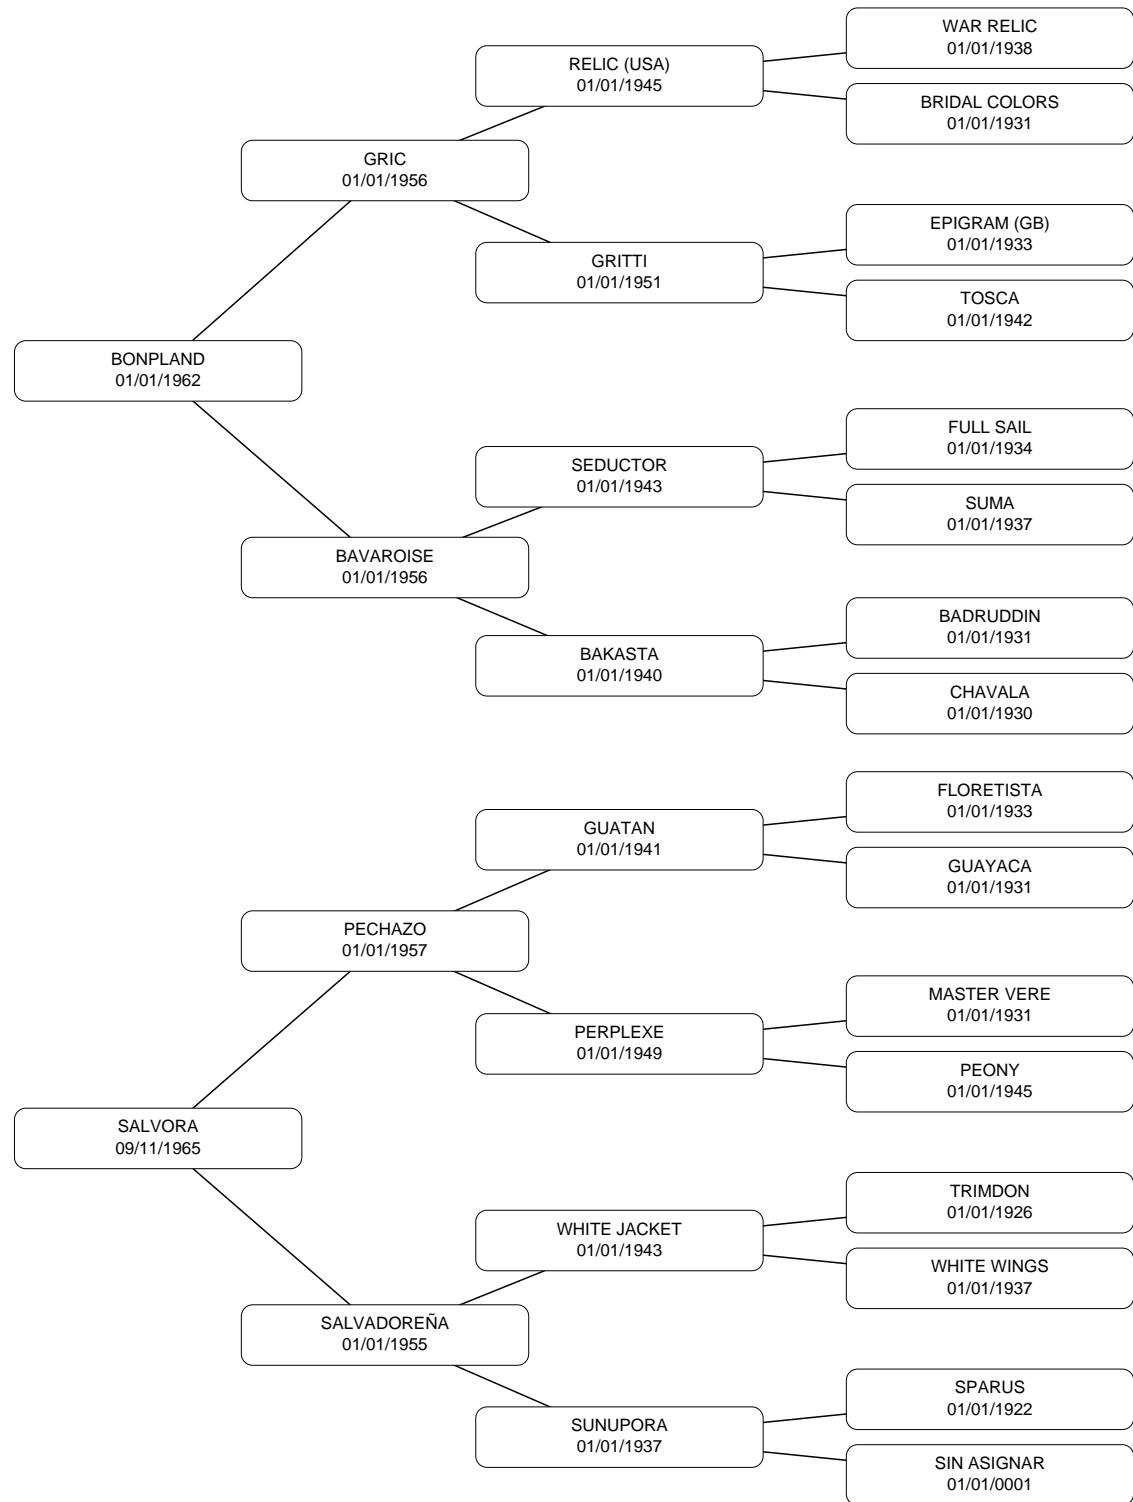 WAR RELIC
01/01/1938
RELIC (USA)
01/01/1945
BRIDAL COLORS
01/01/1931
GRIC
01/01/1956
EPIGRAM (GB)
01/01/1933
GRITTI
01/01/1951
TOSCA
01/01/1942
BONPLAND
01/01/1962
FULL SAIL
01/01/1934
SEDUCTOR
01/01/1943
SUMA
01/01/1937
BAVAROISE
01/01/1956
BADRUDDIN
01/01/1931
BAKASTA
01/01/1940
CHAVALA
01/01/1930
FLORETISTA
01/01/1933
GUATAN
01/01/1941
GUAYACA
01/01/1931
PECHAZO
01/01/1957
MASTER VERE
01/01/1931
PERPLEXE
01/01/1949
PEONY
01/01/1945
SALVORA
09/11/1965
TRIMDON
01/01/1926
WHITE JACKET
01/01/1943
WHITE WINGS
01/01/1937
SALVADOREÑA
01/01/1955
SPARUS
01/01/1922
SUNUPORA
01/01/1937
SIN ASIGNAR
01/01/0001